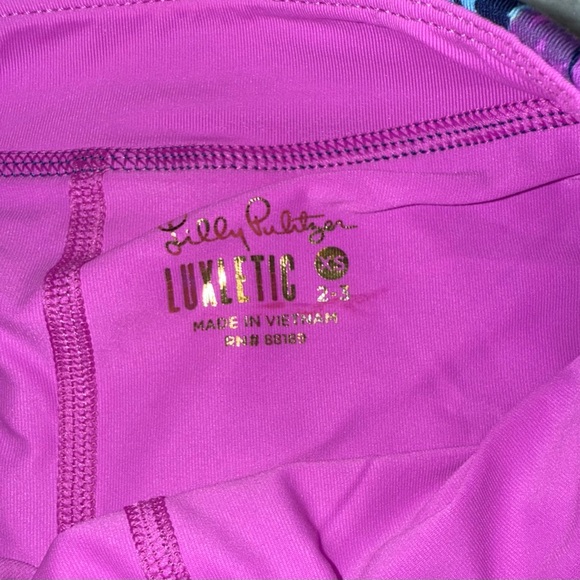 Lilly Pulitzer
LUXLETIC XS
2-3
MADE IN VIETNAM
RN# 88189